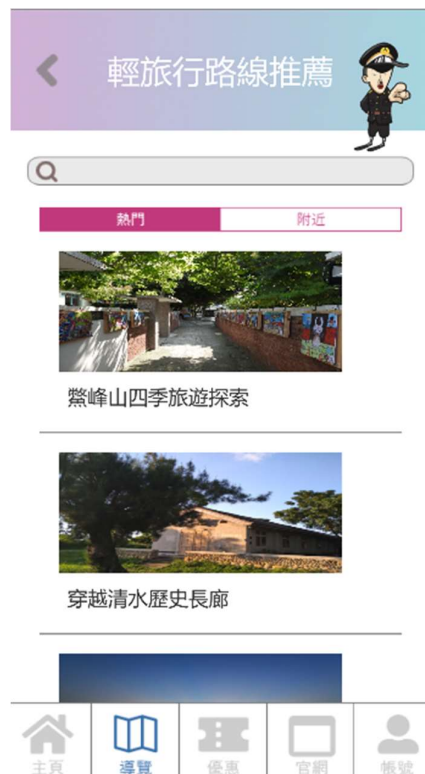 輕旅行路線推薦
熱門
附近
鰲峰山四季旅遊探索
穿越清水歷史長廊
主頁
導覽
優惠
官網
帳號